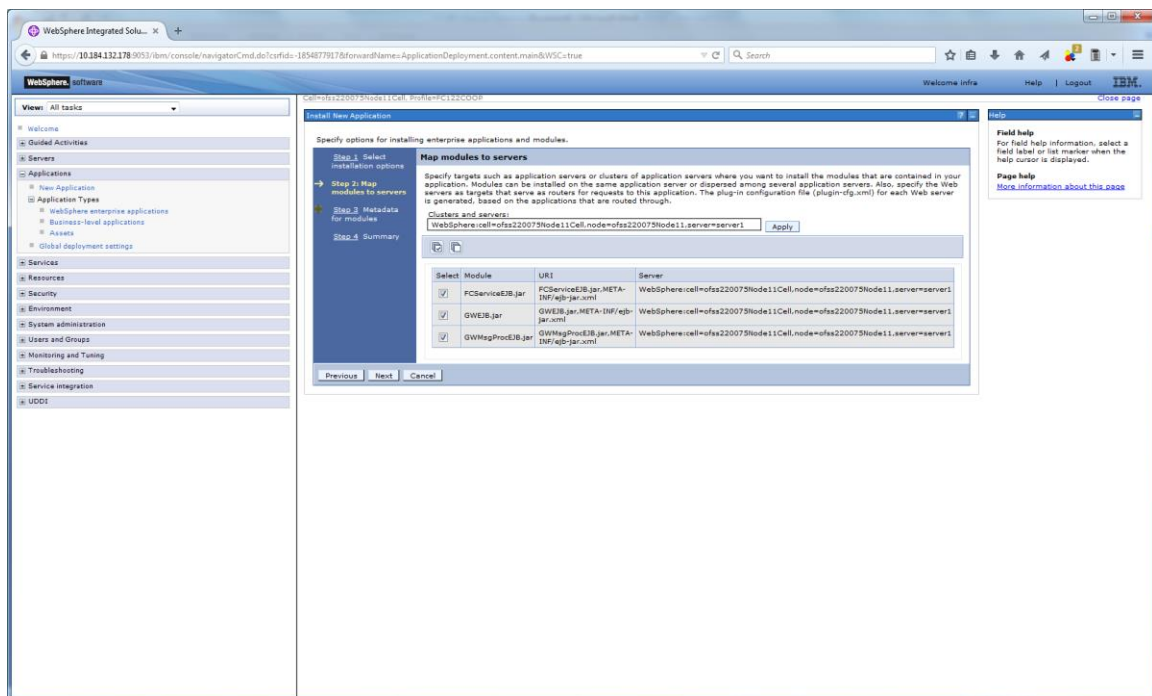 WebSphere Integrated Solu... × +
https://10.184.132.178:9053/ibm/console/navigatorCmd.do?csrfid=-1854877917&forwardName=ApplicationDeployment.content.main&WSC=true
Search
2
WebSphere. software
Welcome infra
Help | Logout
IBM.
View: All tasks
Welcome
Guided Activities
Servers
Applications
New Application
Application Types
WebSphere enterprise applications
Business-level applications
Assets
Global deployment settings
Services
Resources
Security
Environment
System administration
Users and Groups
Monitoring and Tuning
Troubleshooting
Service integration
UDDI
Cell=ofss220075Node11Cell, Profile=FC122COOP
Close page
Install New Application
? -
Specify options for installing enterprise applications and modules.
Step 1 Select
installation options
Step 2: Map
modules to servers
Step 3 Metadata
for modules
Step 4 Summary
Map modules to servers
Specify targets such as application servers or clusters of application servers where you want to install the modules that are contained in your
application. Modules can be installed on the same application server or dispersed among several application servers. Also, specify the Web
servers as targets that serve as routers for requests to this application. The plug-in configuration file (plugin-cfg.xml) for each Web server
is generated, based on the applications that are routed through.
Clusters and servers:
WebSphere:cell=ofss220075Node11Cell,node=ofss220075Node11,server=server1
Apply
Select Module URI Server
FCServiceEJB.jar FCServiceEJB.jar,META-
INF/ejb-jar.xml WebSphere:cell=ofss220075Node11Cell,node=ofss220075Node11,server=server1
GWEJB.jar GWEJB.jar,META-INF/ejb-
jar.xml WebSphere:cell=ofss220075Node11Cell,node=ofss220075Node11,server=server1
GWMsgProcEJB.jar GWMsgProcEJB.jar,META-
INF/ejb-jar.xml WebSphere:cell=ofss220075Node11Cell,node=ofss220075Node11,server=server1
Previous Next Cancel
Help
Field help
For field help information, select a
field label or list marker when the
help cursor is displayed.
Page help
More information about this page